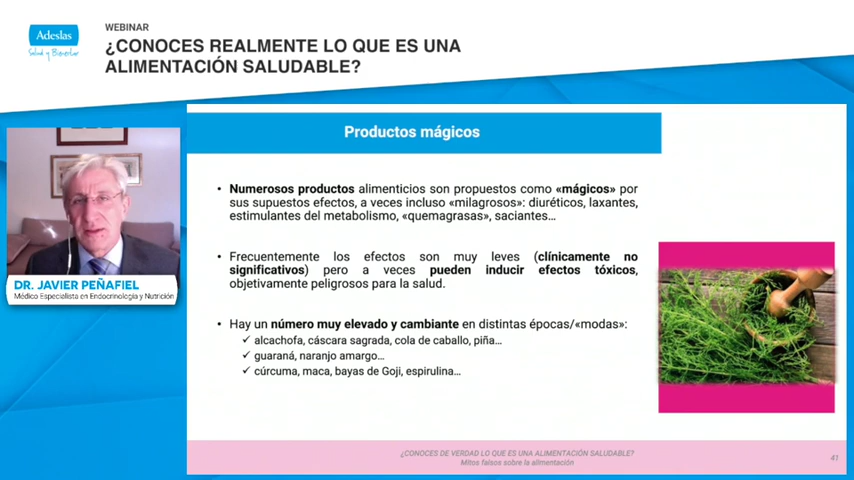 Adeslas
Salud y Bienestar
WEBINAR
¿CONOCES REALMENTE LO QUE ES UNA
ALIMENTACIÓN SALUDABLE?
Productos mágicos
• Numerosos productos alimenticios son propuestos como «mágicos» por
sus supuestos efectos, a veces incluso «milagrosos»: diuréticos, laxantes,
estimulantes del metabolismo, «quemagrasas», saciantes...
• Frecuentemente los efectos son muy leves (clínicamente no
significativos) pero a veces pueden inducir efectos tóxicos,
objetivamente peligrosos para la salud.
• Hay un número muy elevado y cambiante en distintas épocas/«modas»:
✓ alcachofa, cáscara sagrada, cola de caballo, piña...
✓ guaraná, naranjo amargo...
✓ cúrcuma, maca, bayas de Goji, espirulina...
DR. JAVIER PEÑAFIEL
Médico Especialista en Endocrinología y Nutrición
¿CONOCES DE VERDAD LO QUE ES UNA ALIMENTACIÓN SALUDABLE?
Mitos falsos sobre la alimentación
41